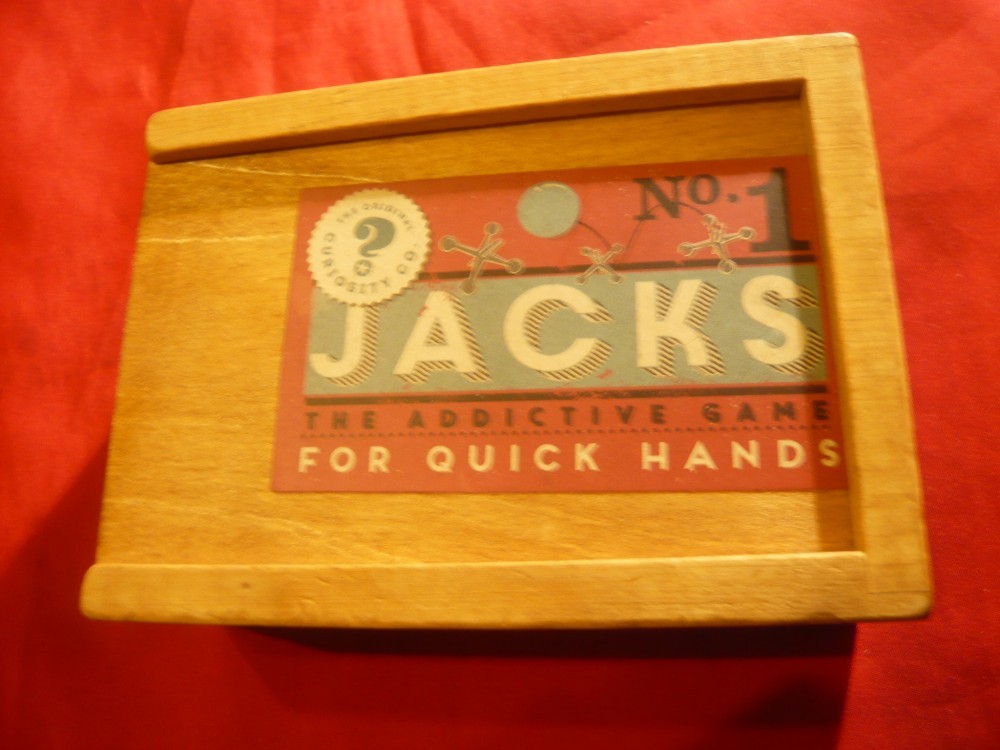 THE ORIGINAL
?
CURIOSITY CO.
No. 1
JACKS
THE ADDICTIVE GAME
FOR QUICK HANDS